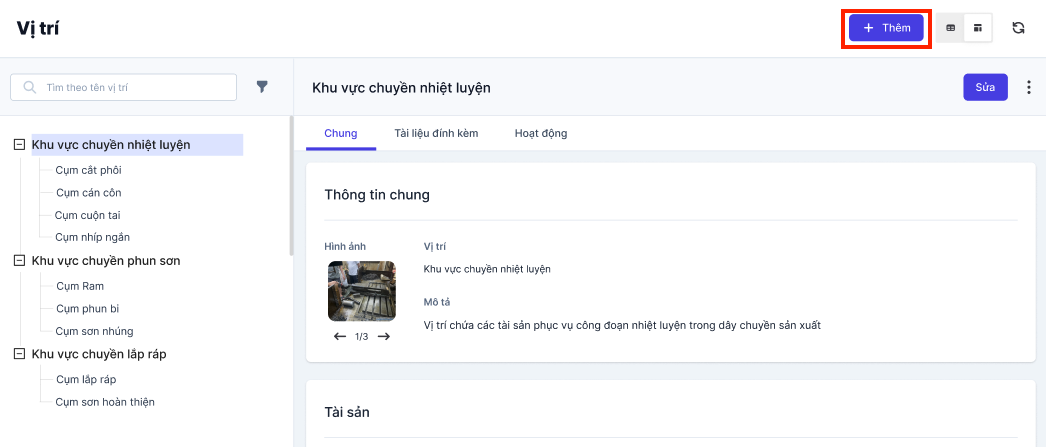 Vị trí
Thêm
Tìm theo tên vị trí
Khu vực chuyền nhiệt luyện
Cụm cắt phôi
Cụm cán côn
Cụm cuộn tai
Cụm nhíp ngắn
Khu vực chuyền phun sơn
Cụm Ram
Cụm phun bi
Cụm sơn nhúng
Khu vực chuyền lắp ráp
Cụm lắp ráp
Cụm sơn hoàn thiện
Khu vực chuyền nhiệt luyện
Sửa
Chung Tài liệu đính kèm Hoạt động
Thông tin chung
Hình ảnh
1/3
Vị trí
Khu vực chuyền nhiệt luyện
Mô tả
Vị trí chứa các tài sản phục vụ công đoạn nhiệt luyện trong dây chuyền sản xuất
Tài sản